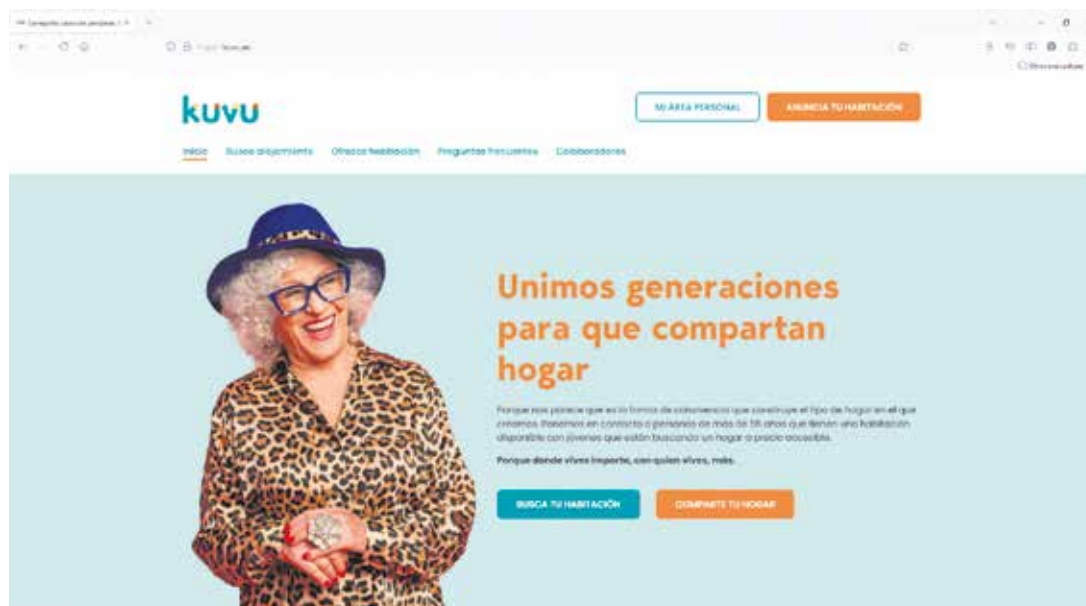 kuvu
MI ÁREA PERSONAL
ANUNCIA TU HABITACIÓN
Inicio Busco alojamiento Ofrezco habitación Preguntas frecuentes Colaboradores
Unimos generaciones
para que compartan
hogar
Porque nos parece que es la forma de convivencia que construye el tipo de hogar en el que
creemos. Ponemos en contacto a personas de más de 55 años que tienen una habitación
disponible con jóvenes que están buscando un hogar a precio accesible.
Porque donde vives importa, con quien vives, más.
BUSCA TU HABITACIÓN
COMPARTE TU HOGAR